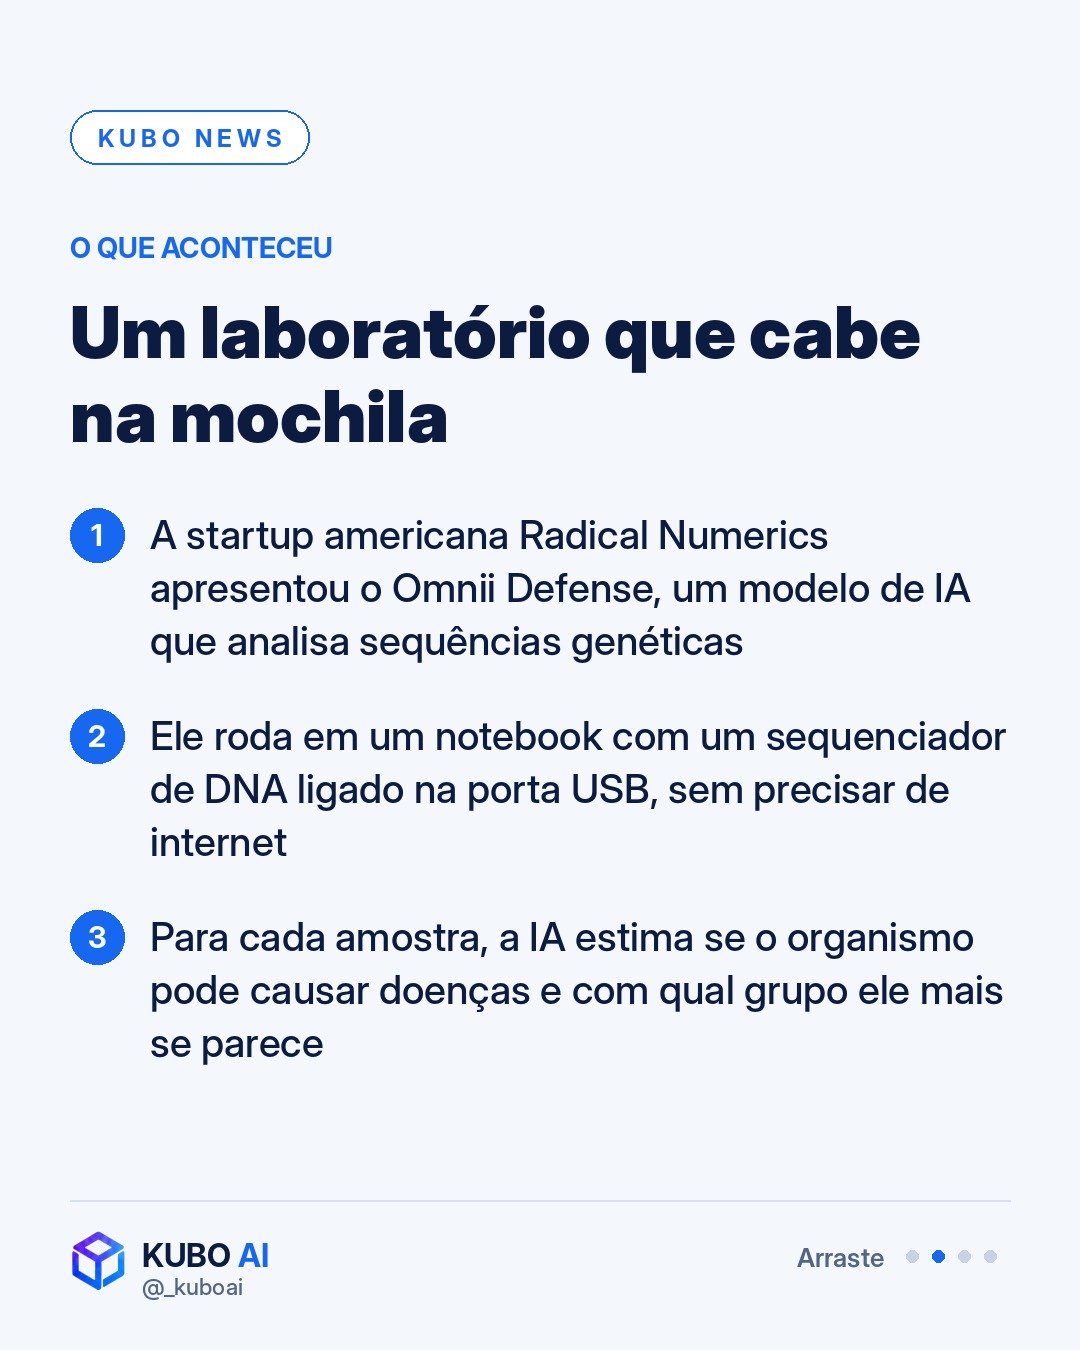 KUBO NEWS
O QUE ACONTECEU
Um laboratório que cabe
na mochila
1 A startup americana Radical Numerics
apresentou o Omnii Defense, um modelo de IA
que analisa sequências genéticas
2 Ele roda em um notebook com um sequenciador
de DNA ligado na porta USB, sem precisar de
internet
3 Para cada amostra, a IA estima se o organismo
pode causar doenças e com qual grupo ele mais
se parece
KUBO AI
@_kuboai
Arraste